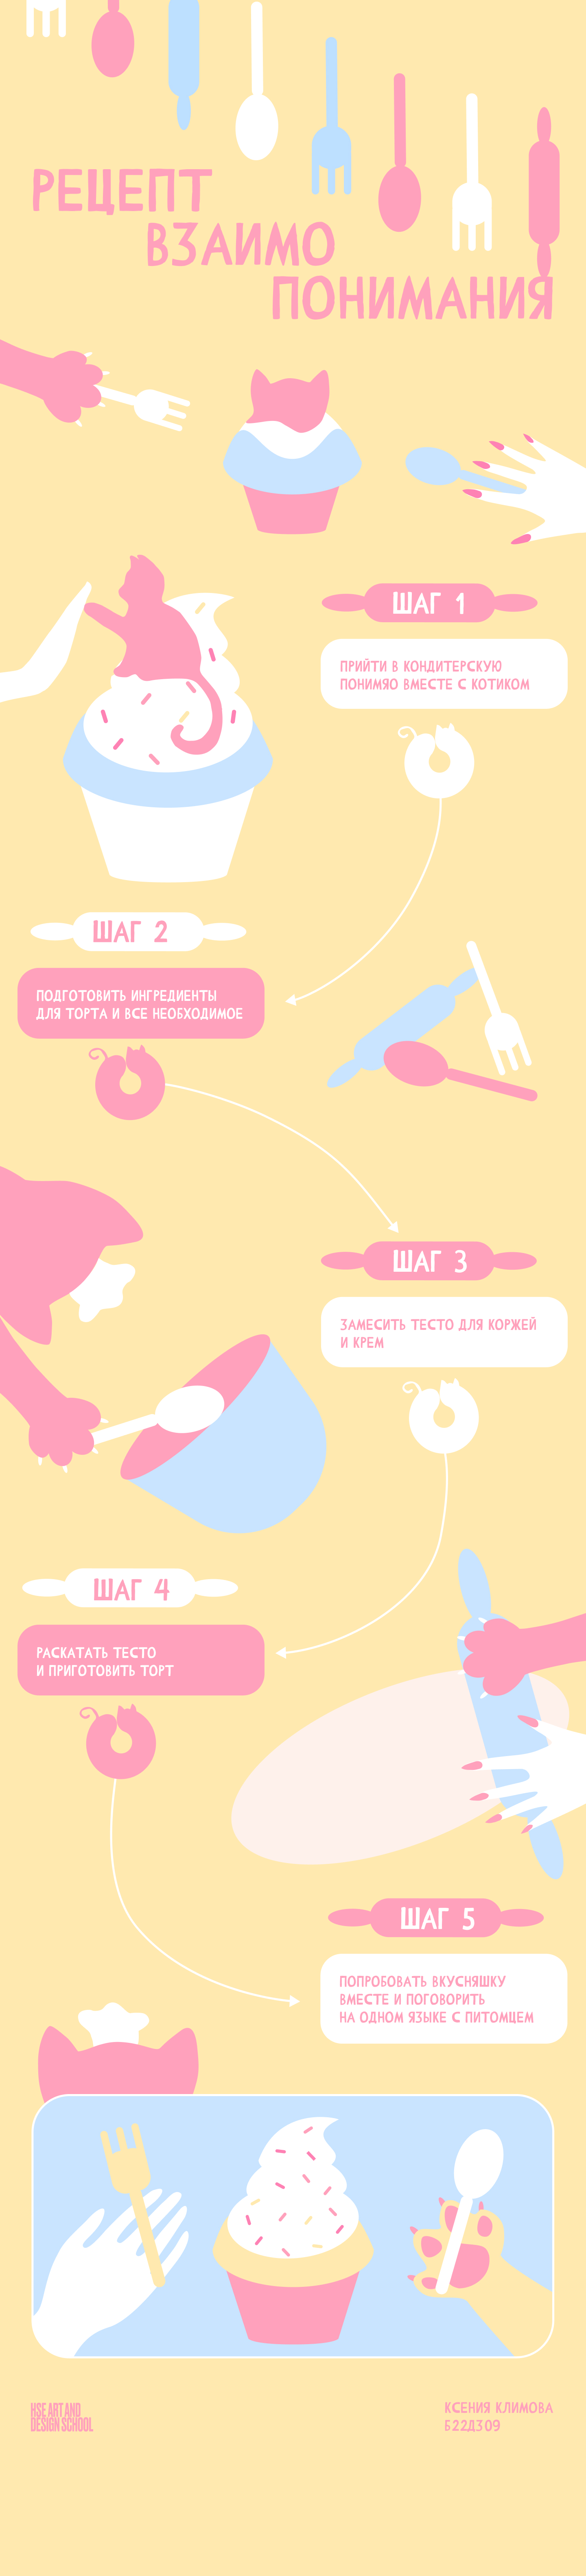 РЕЦЕПТ
ВЗАИМО
ПОНИМАНИЯ
ШАГ 1
ПРИЙТИ В КОНДИТЕРСКУЮ
ПОНИМЯО ВМЕСТЕ С КОТИКОМ
ШАГ 2
ПОДГОТОВИТЬ ИНГРЕДИЕНТЫ
ДЛЯ ТОРТА И ВСЕ НЕОБХОДИМОЕ
ШАГ 3
ЗАМЕСИТЬ ТЕСТО ДЛЯ КОРЖЕЙ
И КРЕМ
ШАГ 4
РАСКАТАТЬ ТЕСТО
И ПРИГОТОВИТЬ ТОРТ
ШАГ 5
ПОПРОБОВАТЬ ВКУСНЯШКУ
ВМЕСТЕ И ПОГОВОРИТЬ
НА ОДНОМ ЯЗЫКЕ С ПИТОМЦЕМ
HSE ART AND
DESIGN SCHOOL
КСЕНИЯ КЛИМОВА
Б22ДЗ09